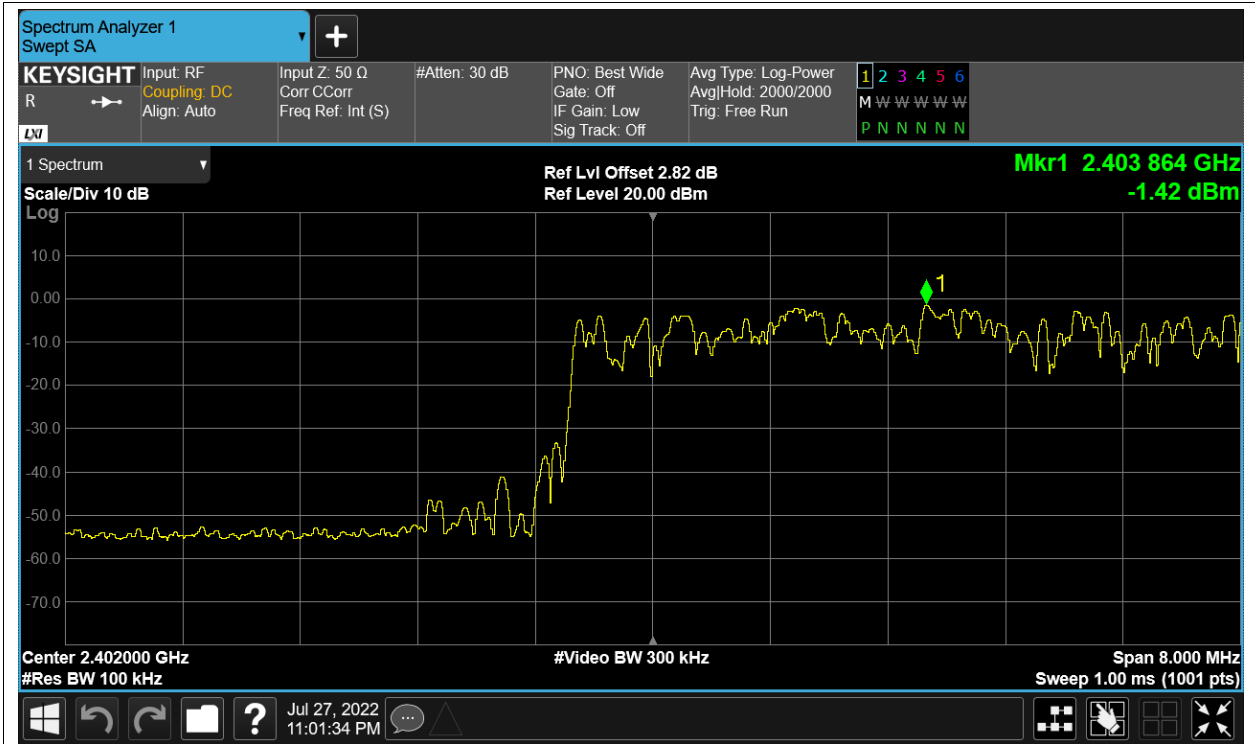 Spectrum Analyzer 1
Swept SA
KEYSIGHT
R
LXI
Input: RF
Coupling: DC
Align: Auto
Input Z: 50 Ω
Corr CCorr
Freq Ref: Int (S)
#Atten: 30 dB
PNO: Best Wide
Gate: Off
IF Gain: Low
Sig Track: Off
Avg Type: Log-Power
Avg|Hold: 2000/2000
Trig: Free Run
1 2 3 4 5 6
M W W W W W
P N N N N N
1 Spectrum
Scale/Div 10 dB
Log
Ref Lvl Offset 2.82 dB
Ref Level 20.00 dBm
Mkr1 2.403 864 GHz
-1.42 dBm
1
10.0
0.00
-10.0
-20.0
-30.0
-40.0
-50.0
-60.0
-70.0
Center 2.402000 GHz
#Res BW 100 kHz
#Video BW 300 kHz
Span 8.000 MHz
Sweep 1.00 ms (1001 pts)
?
Jul 27, 2022
11:01:34 PM